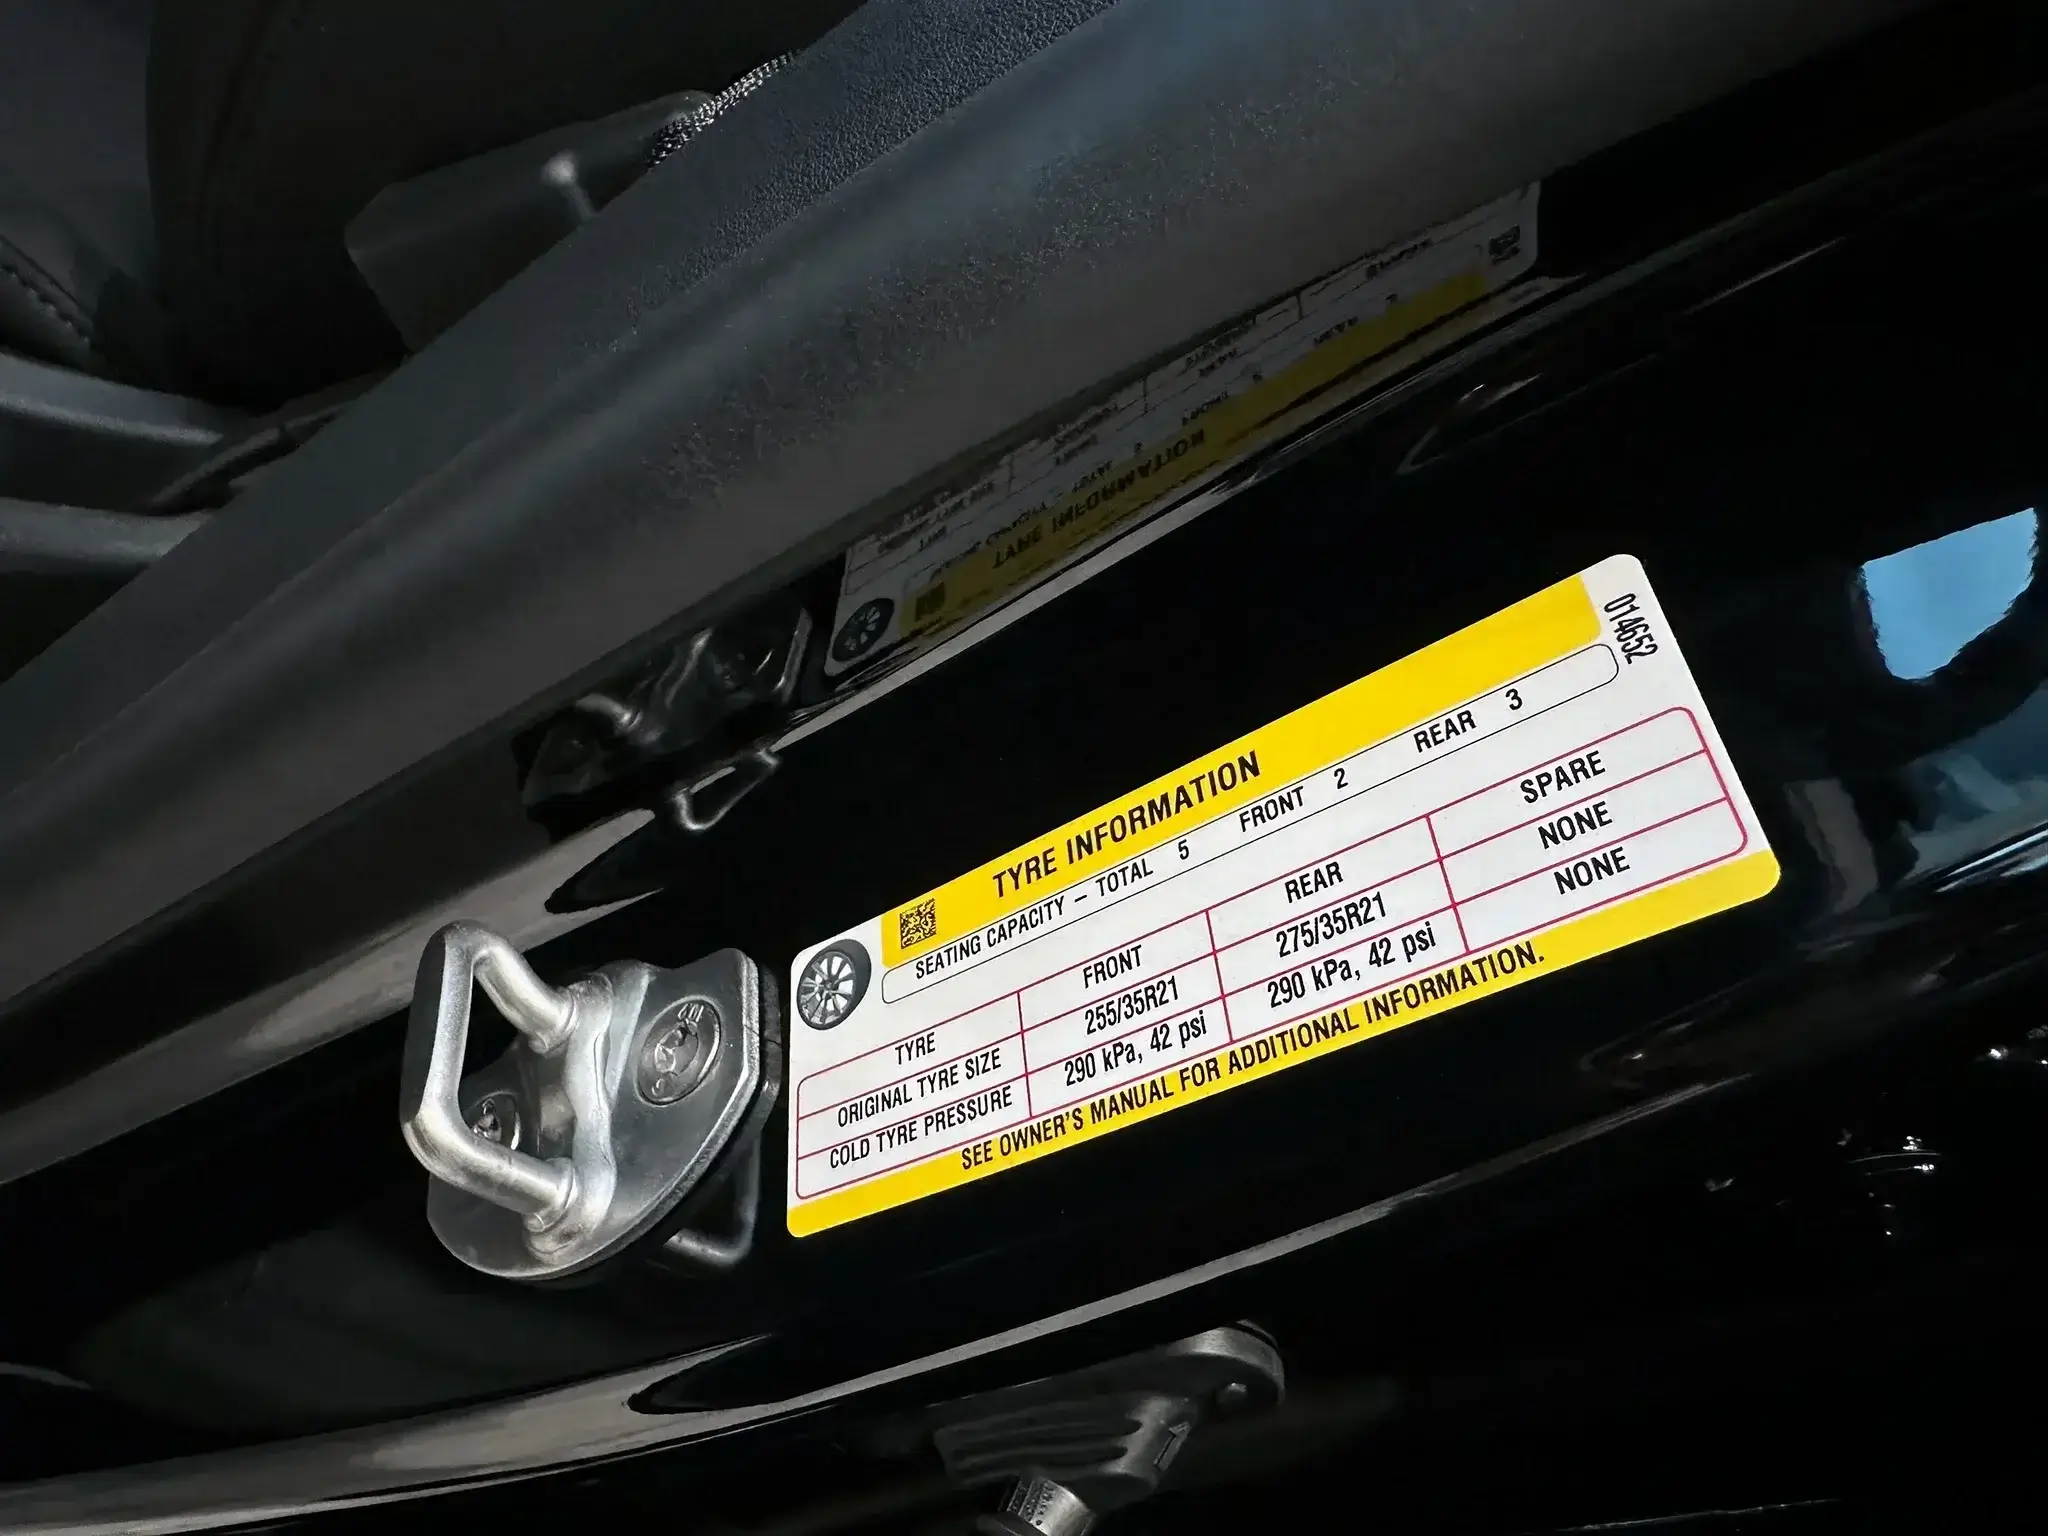 014652
TYRE INFORMATION
SEATING CAPACITY – TOTAL 5 FRONT 2 REAR 3
TYRE FRONT REAR SPARE
ORIGINAL TYRE SIZE 255/35R21 275/35R21 NONE
COLD TYRE PRESSURE 290 kPa, 42 psi 290 kPa, 42 psi NONE
SEE OWNER'S MANUAL FOR ADDITIONAL INFORMATION.